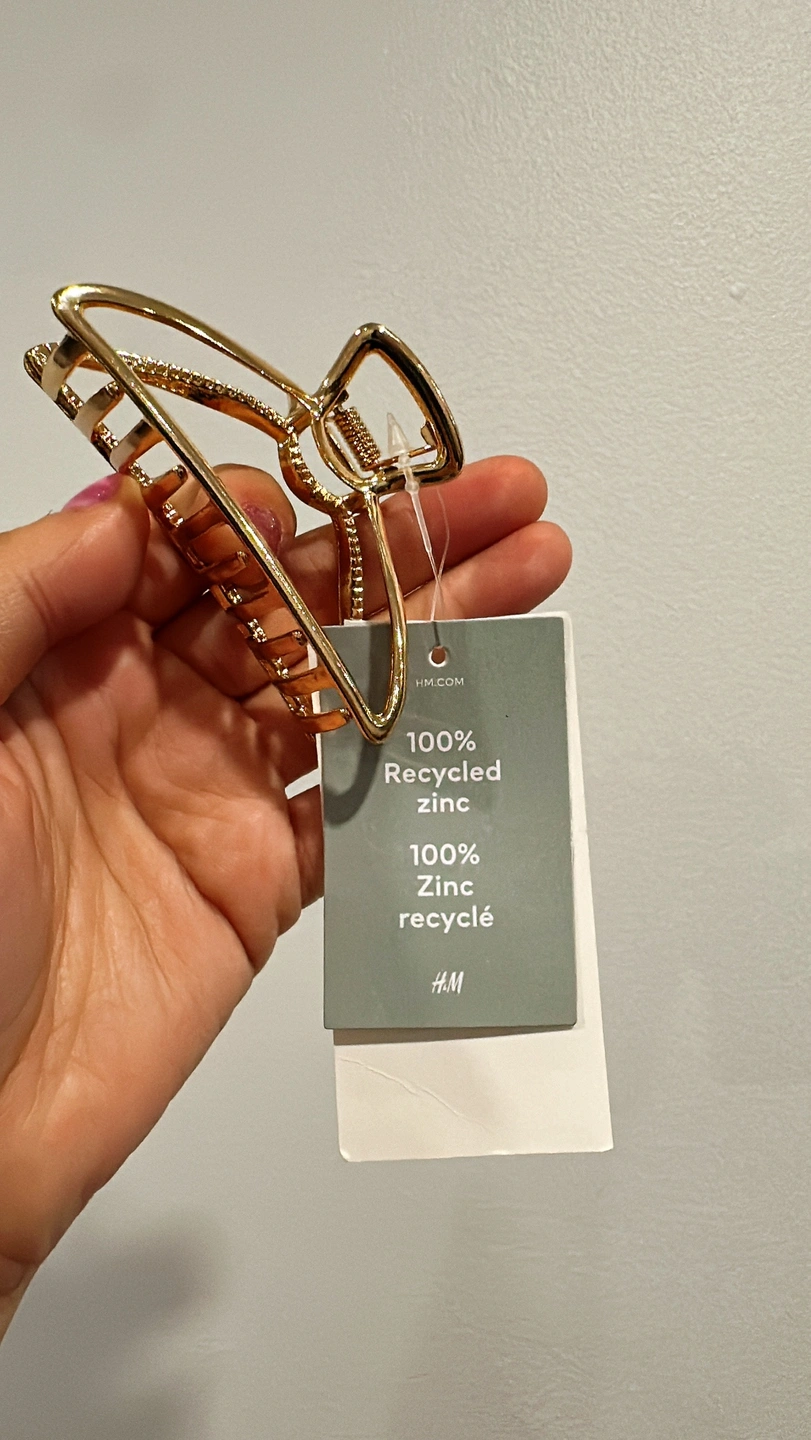 HM.COM
100%
Recycled
zinc
100%
Zinc
recyclé
H&M